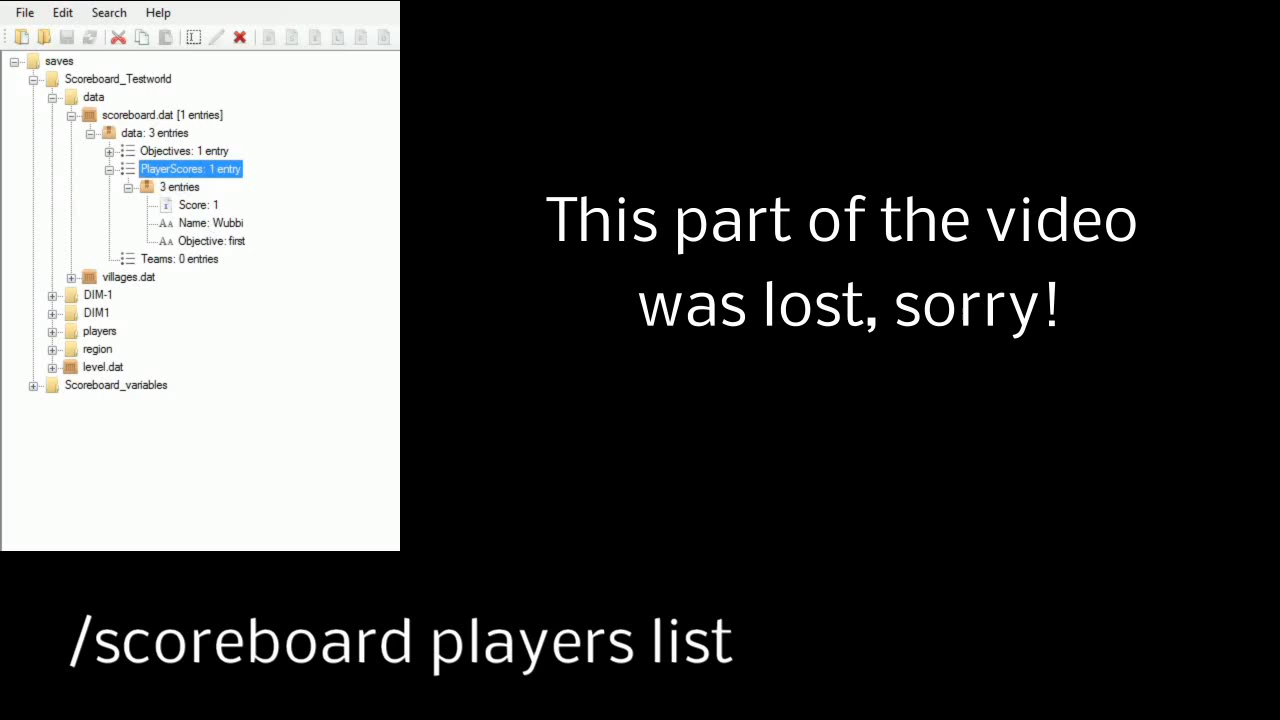 File Edit Search Help
saves
Scoreboard_Testworld
data
scoreboard.dat [1 entries]
data: 3 entries
Objectives: 1 entry
PlayerScores: 1 entry
3 entries
Score: 1
Name: Wubbi
Objective: first
Teams: 0 entries
villages.dat
DIM-1
DIM1
players
region
level.dat
Scoreboard_variables
This part of the video
was lost, sorry!
/scoreboard players list